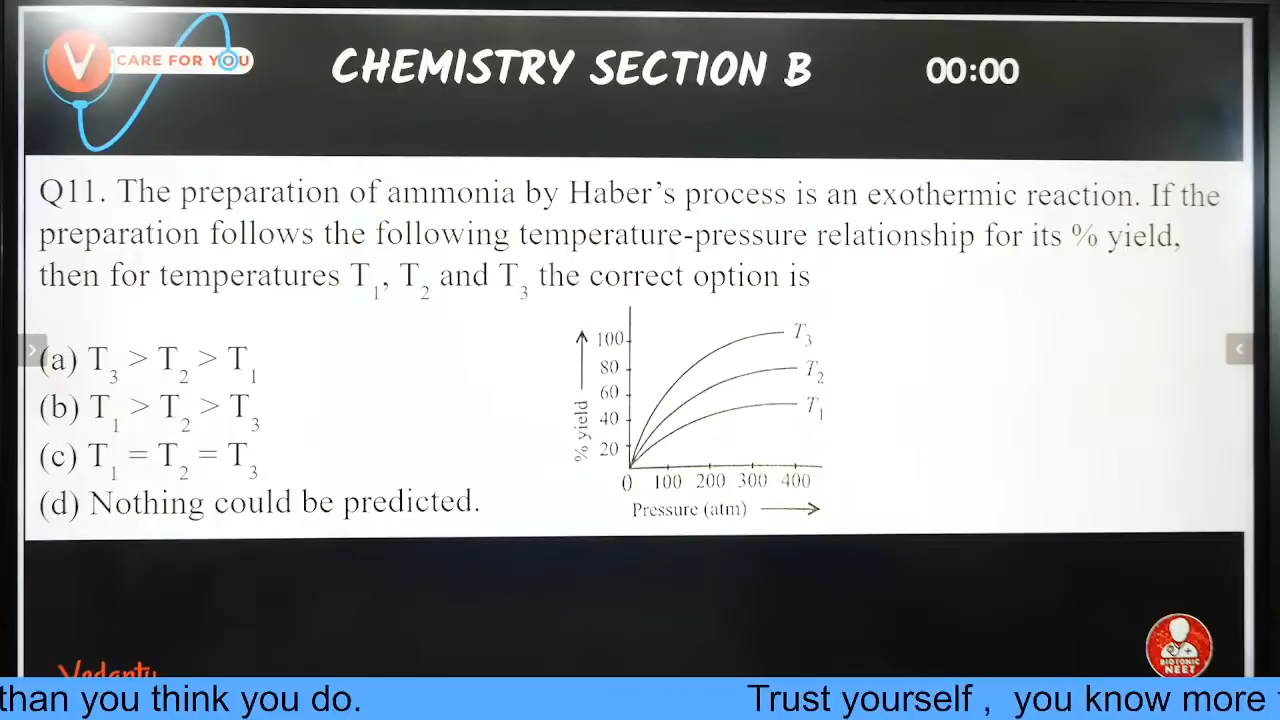 V CARE FOR YOU
CHEMISTRY SECTION B
00:00
Q11. The preparation of ammonia by Haber's process is an exothermic reaction. If the
preparation follows the following temperature-pressure relationship for its % yield,
then for temperatures T₁, T₂ and T₃ the correct option is
(a) T₃ > T₂ > T₁
(b) T₁ > T₂ > T₃
(c) T₁ = T₂ = T₃
(d) Nothing could be predicted.
% yield
100
80
60
40
20
T₃
T₂
T₁
0 100 200 300 400
Pressure (atm)
Vedantu
BIOTONIC
NEET
than you think you do.
Trust yourself , you know more